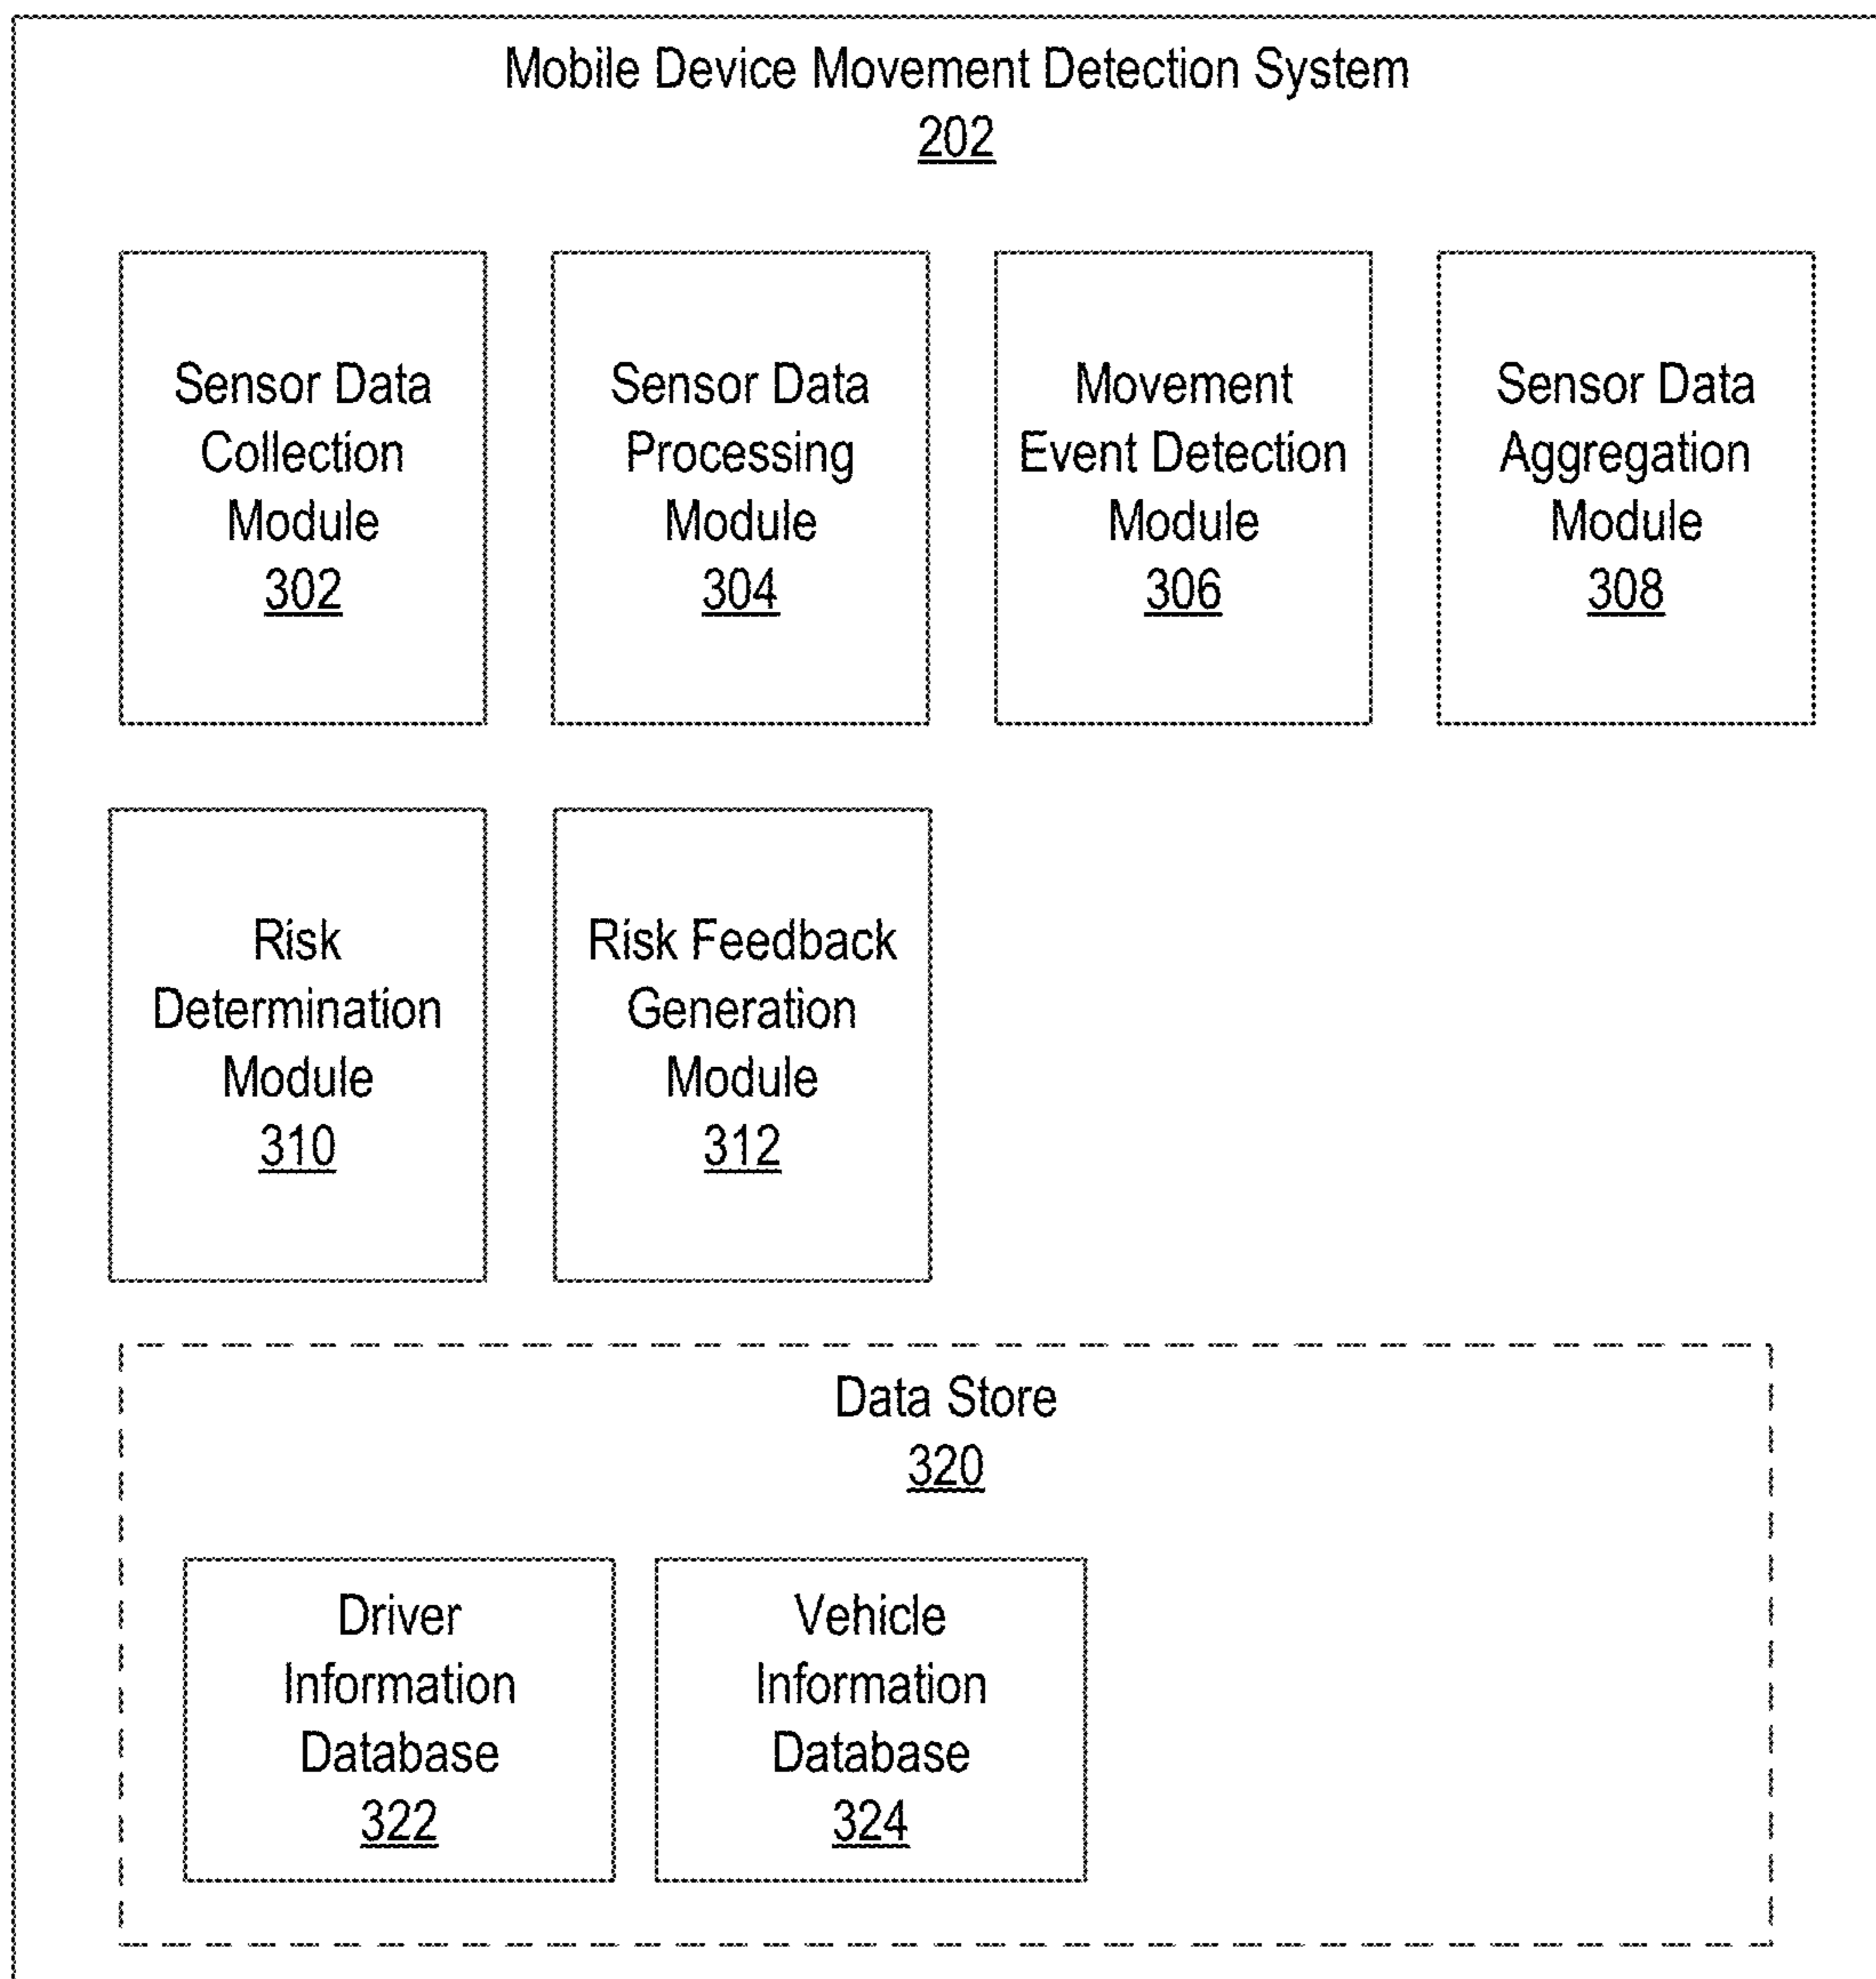 Mobile Device Movement Detection System
202
Sensor Data
Collection
Module
302
Sensor Data
Processing
Module
304
Movement
Event Detection
Module
306
Sensor Data
Aggregation
Module
308
Risk
Determination
Module
310
Risk Feedback
Generation
Module
312
Data Store
320
Driver
Information
Database
322
Vehicle
Information
Database
324